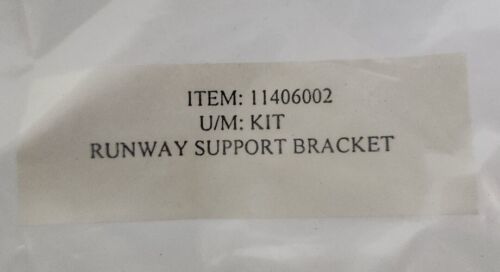 ITEM: 11406002
U/M: KIT
RUNWAY SUPPORT BRACKET